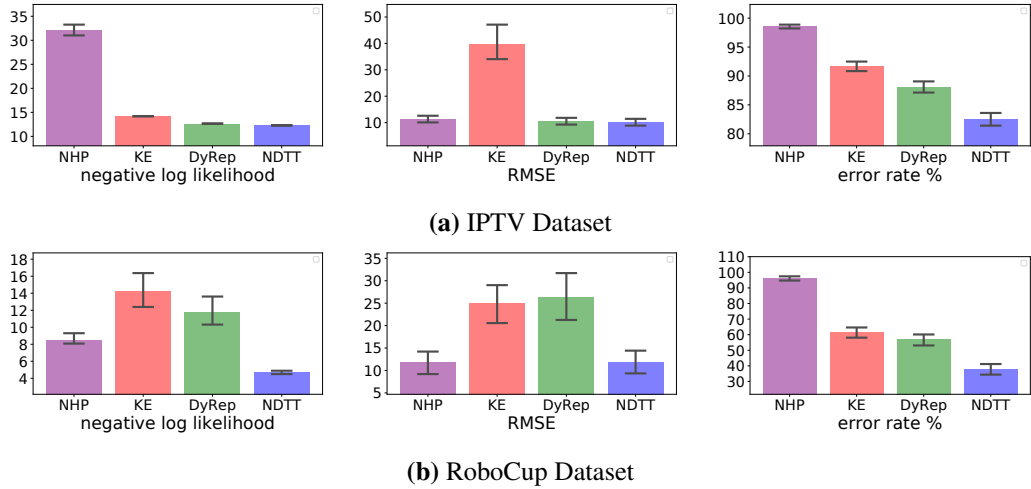 35
30
25
20
15
10
NHP KE DyRep NDTT
negative log likelihood
50
40
30
20
10
NHP KE DyRep NDTT
RMSE
100
95
90
85
80
NHP KE DyRep NDTT
error rate %
(a) IPTV Dataset
18
16
14
12
10
8
6
4
NHP KE DyRep NDTT
negative log likelihood
35
30
25
20
15
10
5
NHP KE DyRep NDTT
RMSE
110
100
90
80
70
60
50
40
30
NHP KE DyRep NDTT
error rate %
(b) RoboCup Dataset